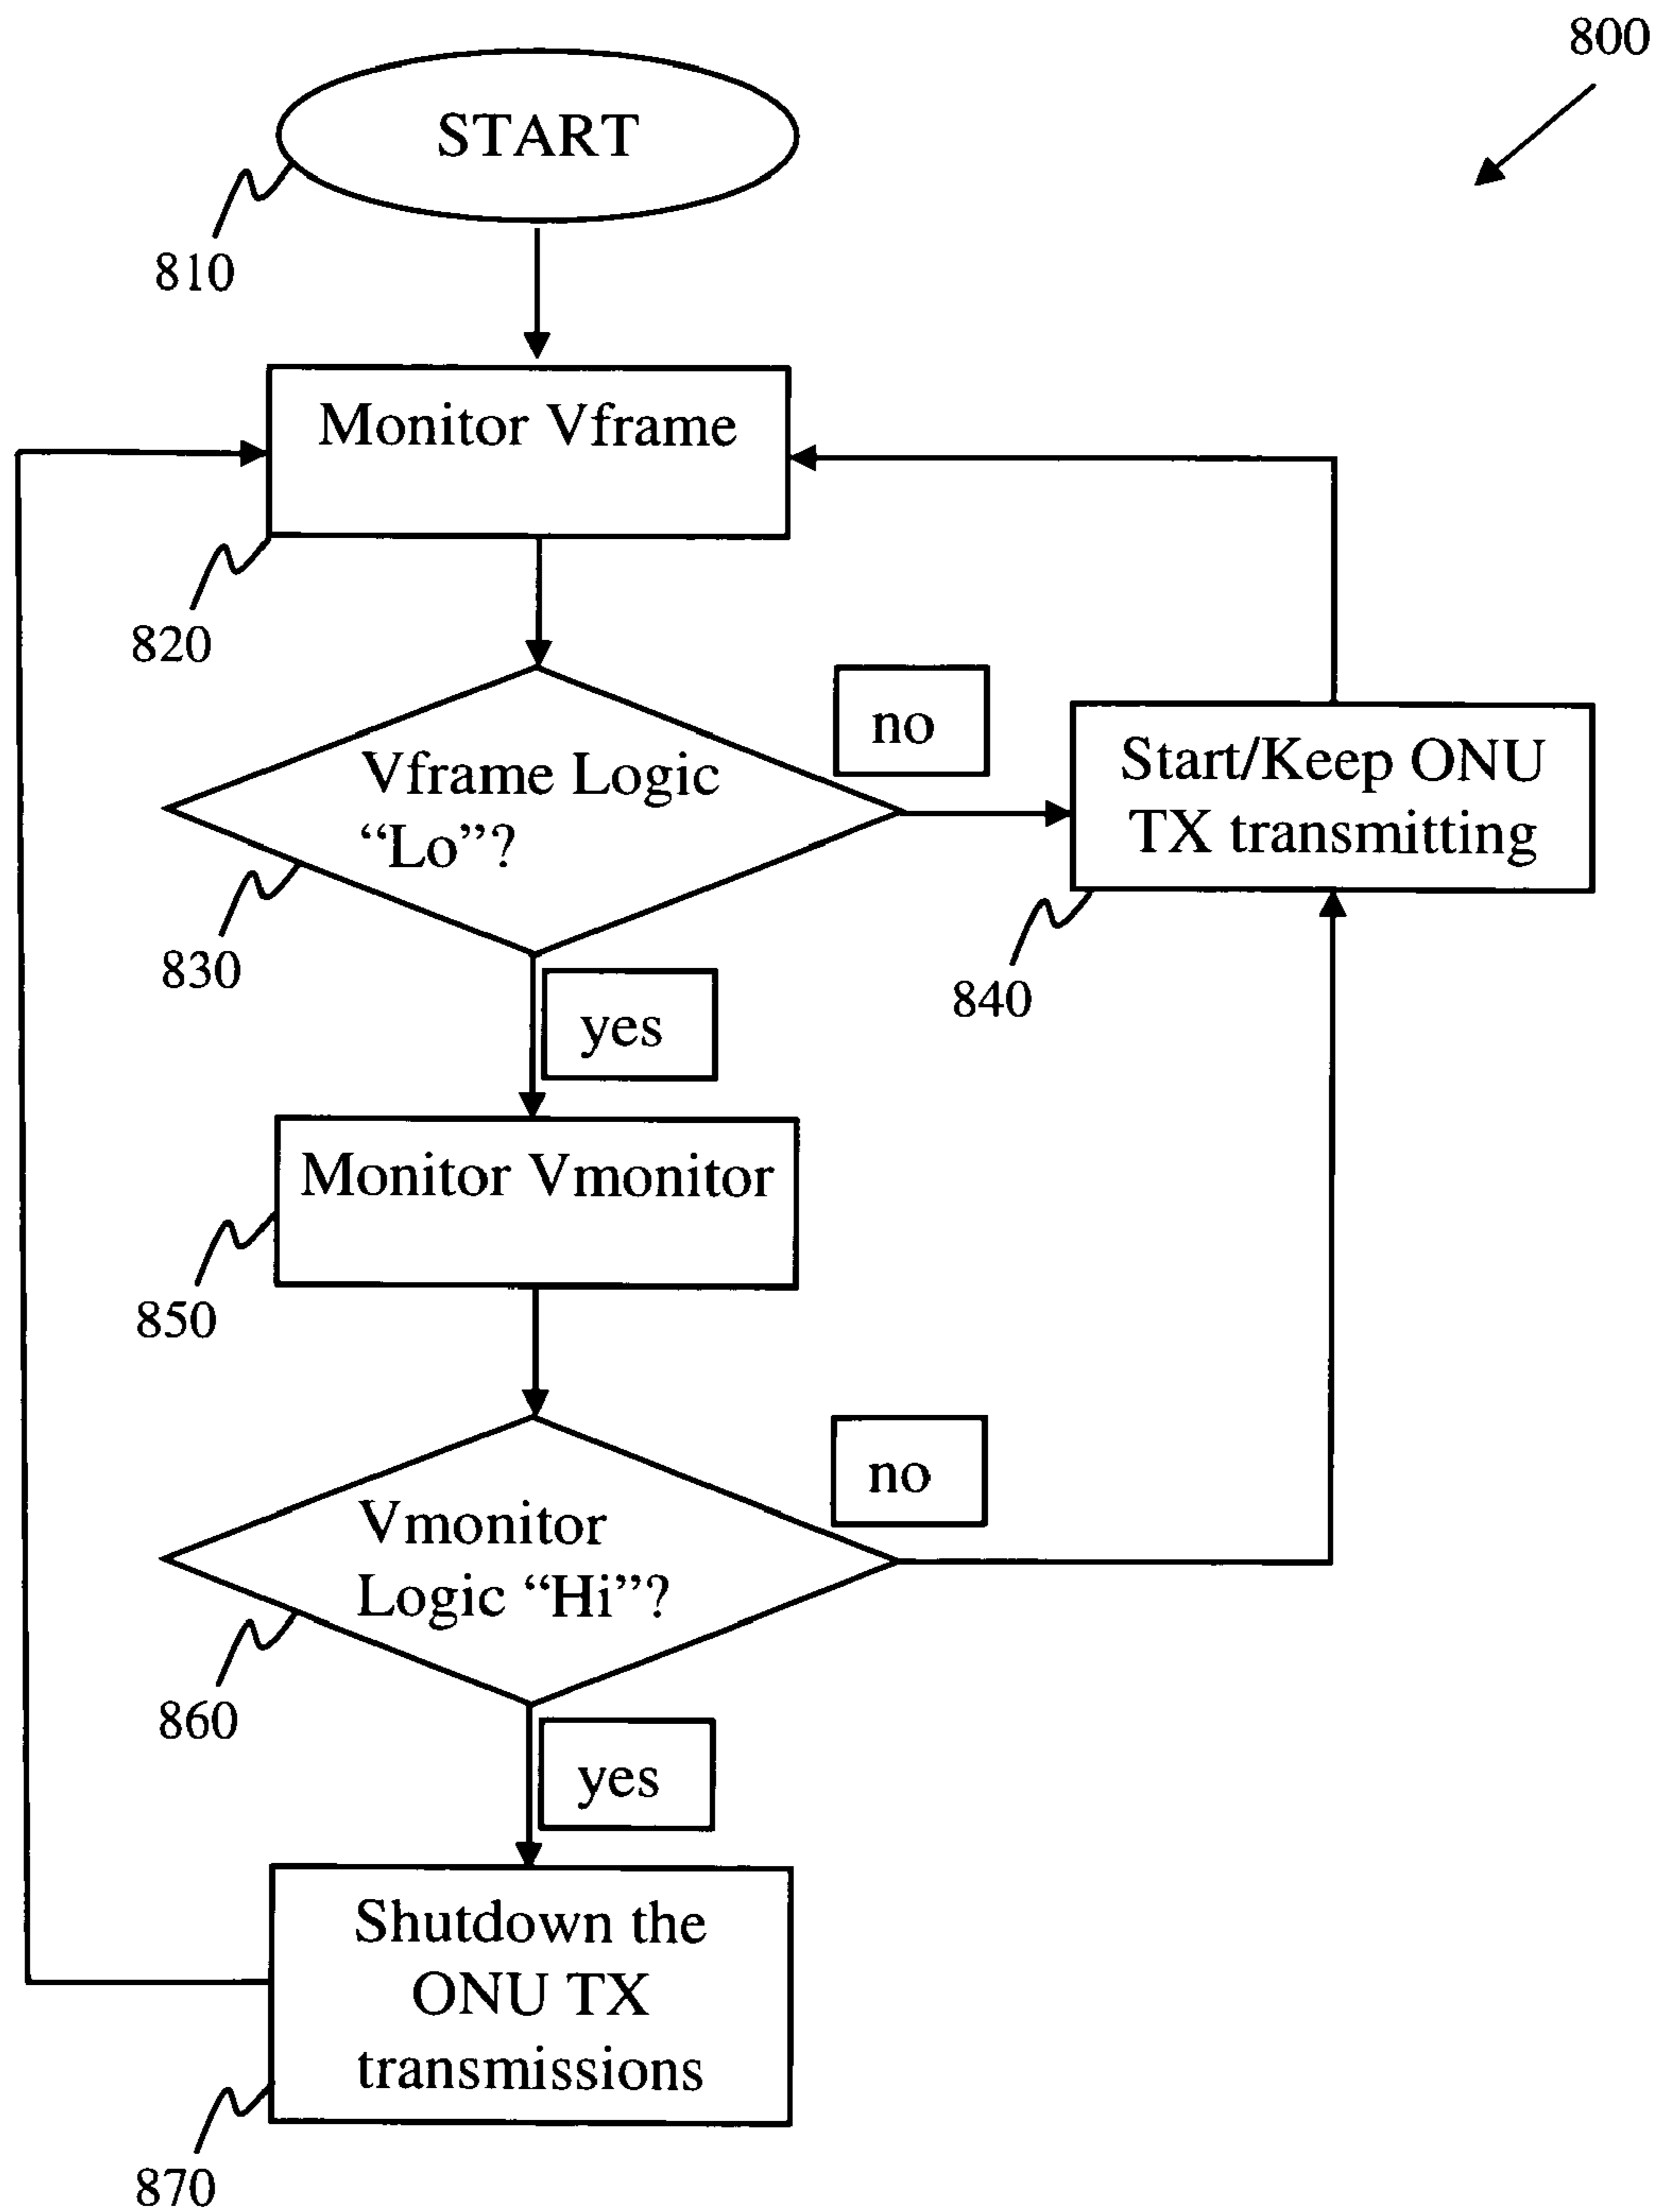 800
START
810
Monitor Vframe
820
no
Vframe Logic
“Lo”?
Start/Keep ONU
TX transmitting
830
840
yes
Monitor Vmonitor
850
no
Vmonitor
Logic “Hi”?
860
yes
Shutdown the
ONU TX
transmissions
870